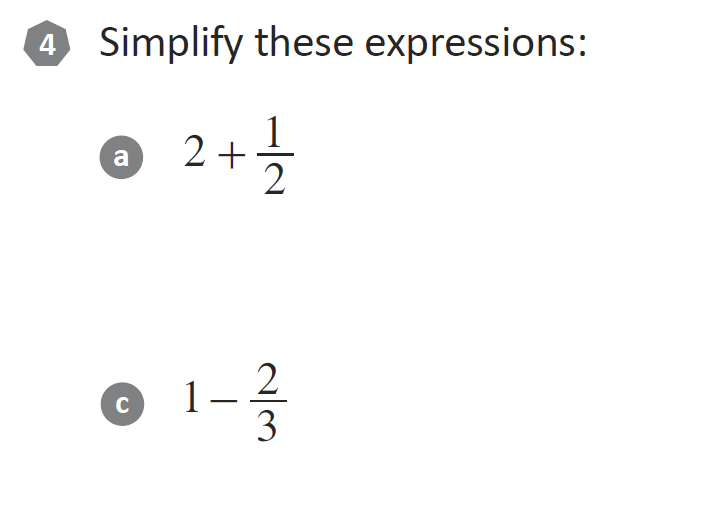 4 Simplify these expressions:
a 2 + 1/2
c 1 − 2/3